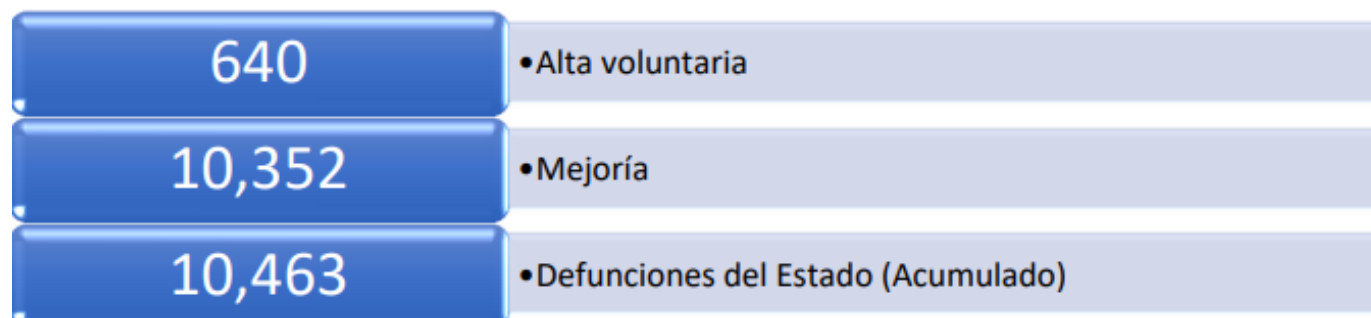 640
•Alta voluntaria
10,352
•Mejoría
10,463
•Defunciones del Estado (Acumulado)